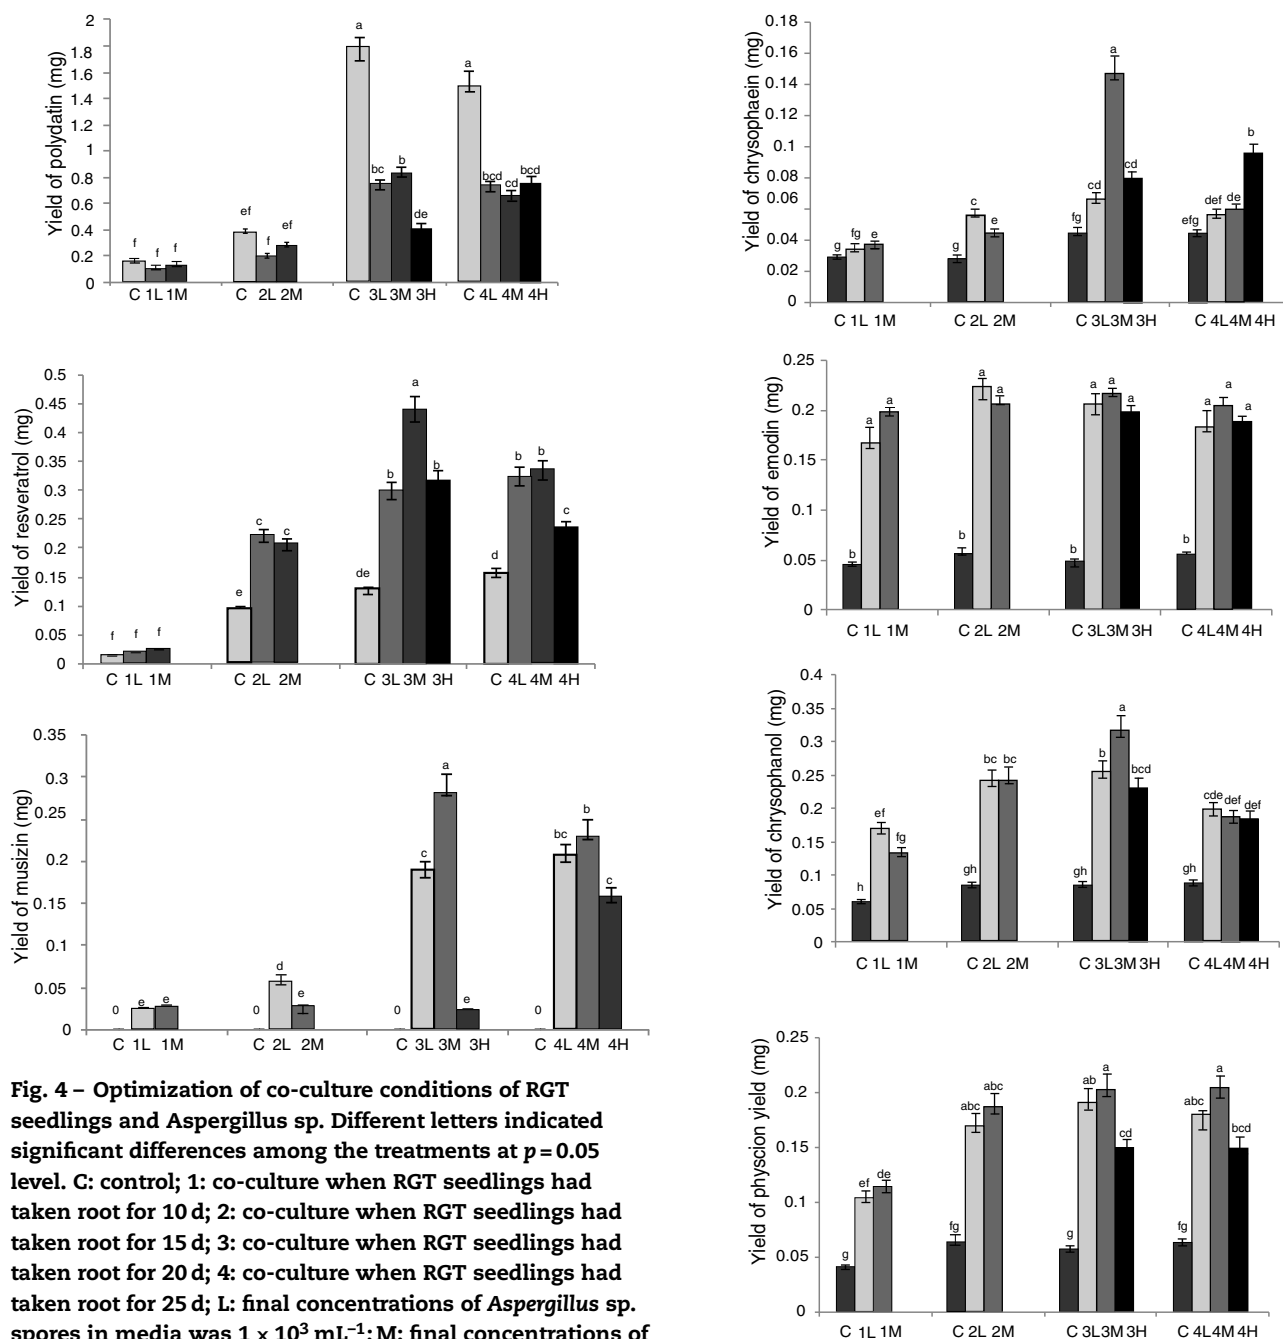 Yield of polydatin (mg)
2
1.8
1.6
1.4
1.2
1
0.8
0.6
0.4
0.2
0
f f f
ef f ef
a bc b de
a bcd cd bcd
C 1L 1M C 2L 2M C 3L 3M 3H C 4L 4M 4H
Yield of resveratrol (mg)
0.5
0.45
0.4
0.35
0.3
0.25
0.2
0.15
0.1
0.05
0
f f f
e c c
de b a b
d b b c
C 1L 1M C 2L 2M C 3L 3M 3H C 4L 4M 4H
Yield of musizin (mg)
0.35
0.3
0.25
0.2
0.15
0.1
0.05
0
0 e e
0 d e
0 c a e
0 bc b c
C 1L 1M C 2L 2M C 3L 3M 3H C 4L 4M 4H
Fig. 4 – Optimization of co-culture conditions of RGT
seedlings and Aspergillus sp. Different letters indicated
significant differences among the treatments at p = 0.05
level. C: control; 1: co-culture when RGT seedlings had
taken root for 10 d; 2: co-culture when RGT seedlings had
taken root for 15 d; 3: co-culture when RGT seedlings had
taken root for 20 d; 4: co-culture when RGT seedlings had
taken root for 25 d; L: final concentrations of Aspergillus sp.
spores in media was 1 × 10³ mL⁻¹; M: final concentrations of
Yield of chrysophaein (mg)
0.18
0.16
0.14
0.12
0.1
0.08
0.06
0.04
0.02
0
g fg e
g c e
fg cd a cd
efg def de b
C 1L 1M C 2L 2M C 3L3M 3H C 4L4M 4H
Yield of emodin (mg)
0.25
0.2
0.15
0.1
0.05
0
b a a
b a a
b a a a
b a a a
C 1L 1M C 2L 2M C 3L3M 3H C 4L4M 4H
Yield of chrysophanol (mg)
0.4
0.35
0.3
0.25
0.2
0.15
0.1
0.05
0
h ef fg
gh bc bc
gh b a bcd
gh cde def def
C 1L 1M C 2L 2M C 3L3M 3H C 4L4M 4H
Yield of physcion yield (mg)
0.25
0.2
0.15
0.1
0.05
0
g ef de
fg abc abc
g ab a cd
fg abc a bcd
C 1L 1M C 2L 2M C 3L3M 3H C 4L4M 4H